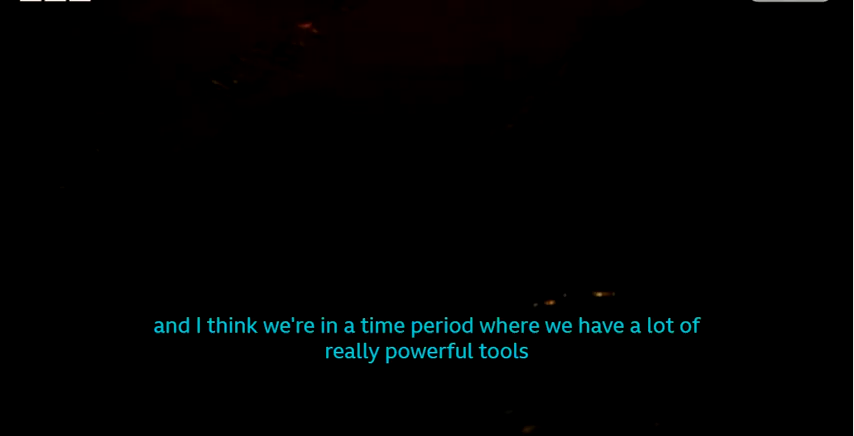 and I think we're in a time period where we have a lot of
really powerful tools